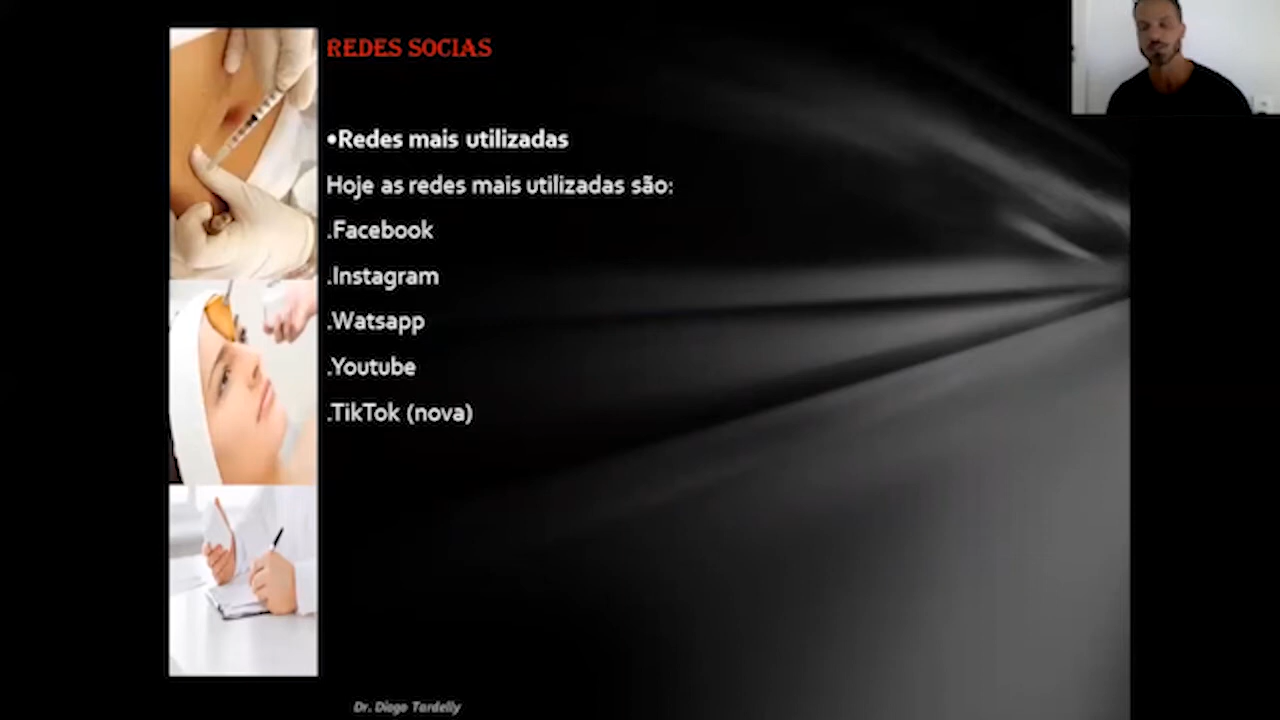 REDES SOCIAS
•Redes mais utilizadas
Hoje as redes mais utilizadas são:
.Facebook
.Instagram
.Watsapp
.Youtube
.TikTok (nova)
Dr. Diego Tardelly